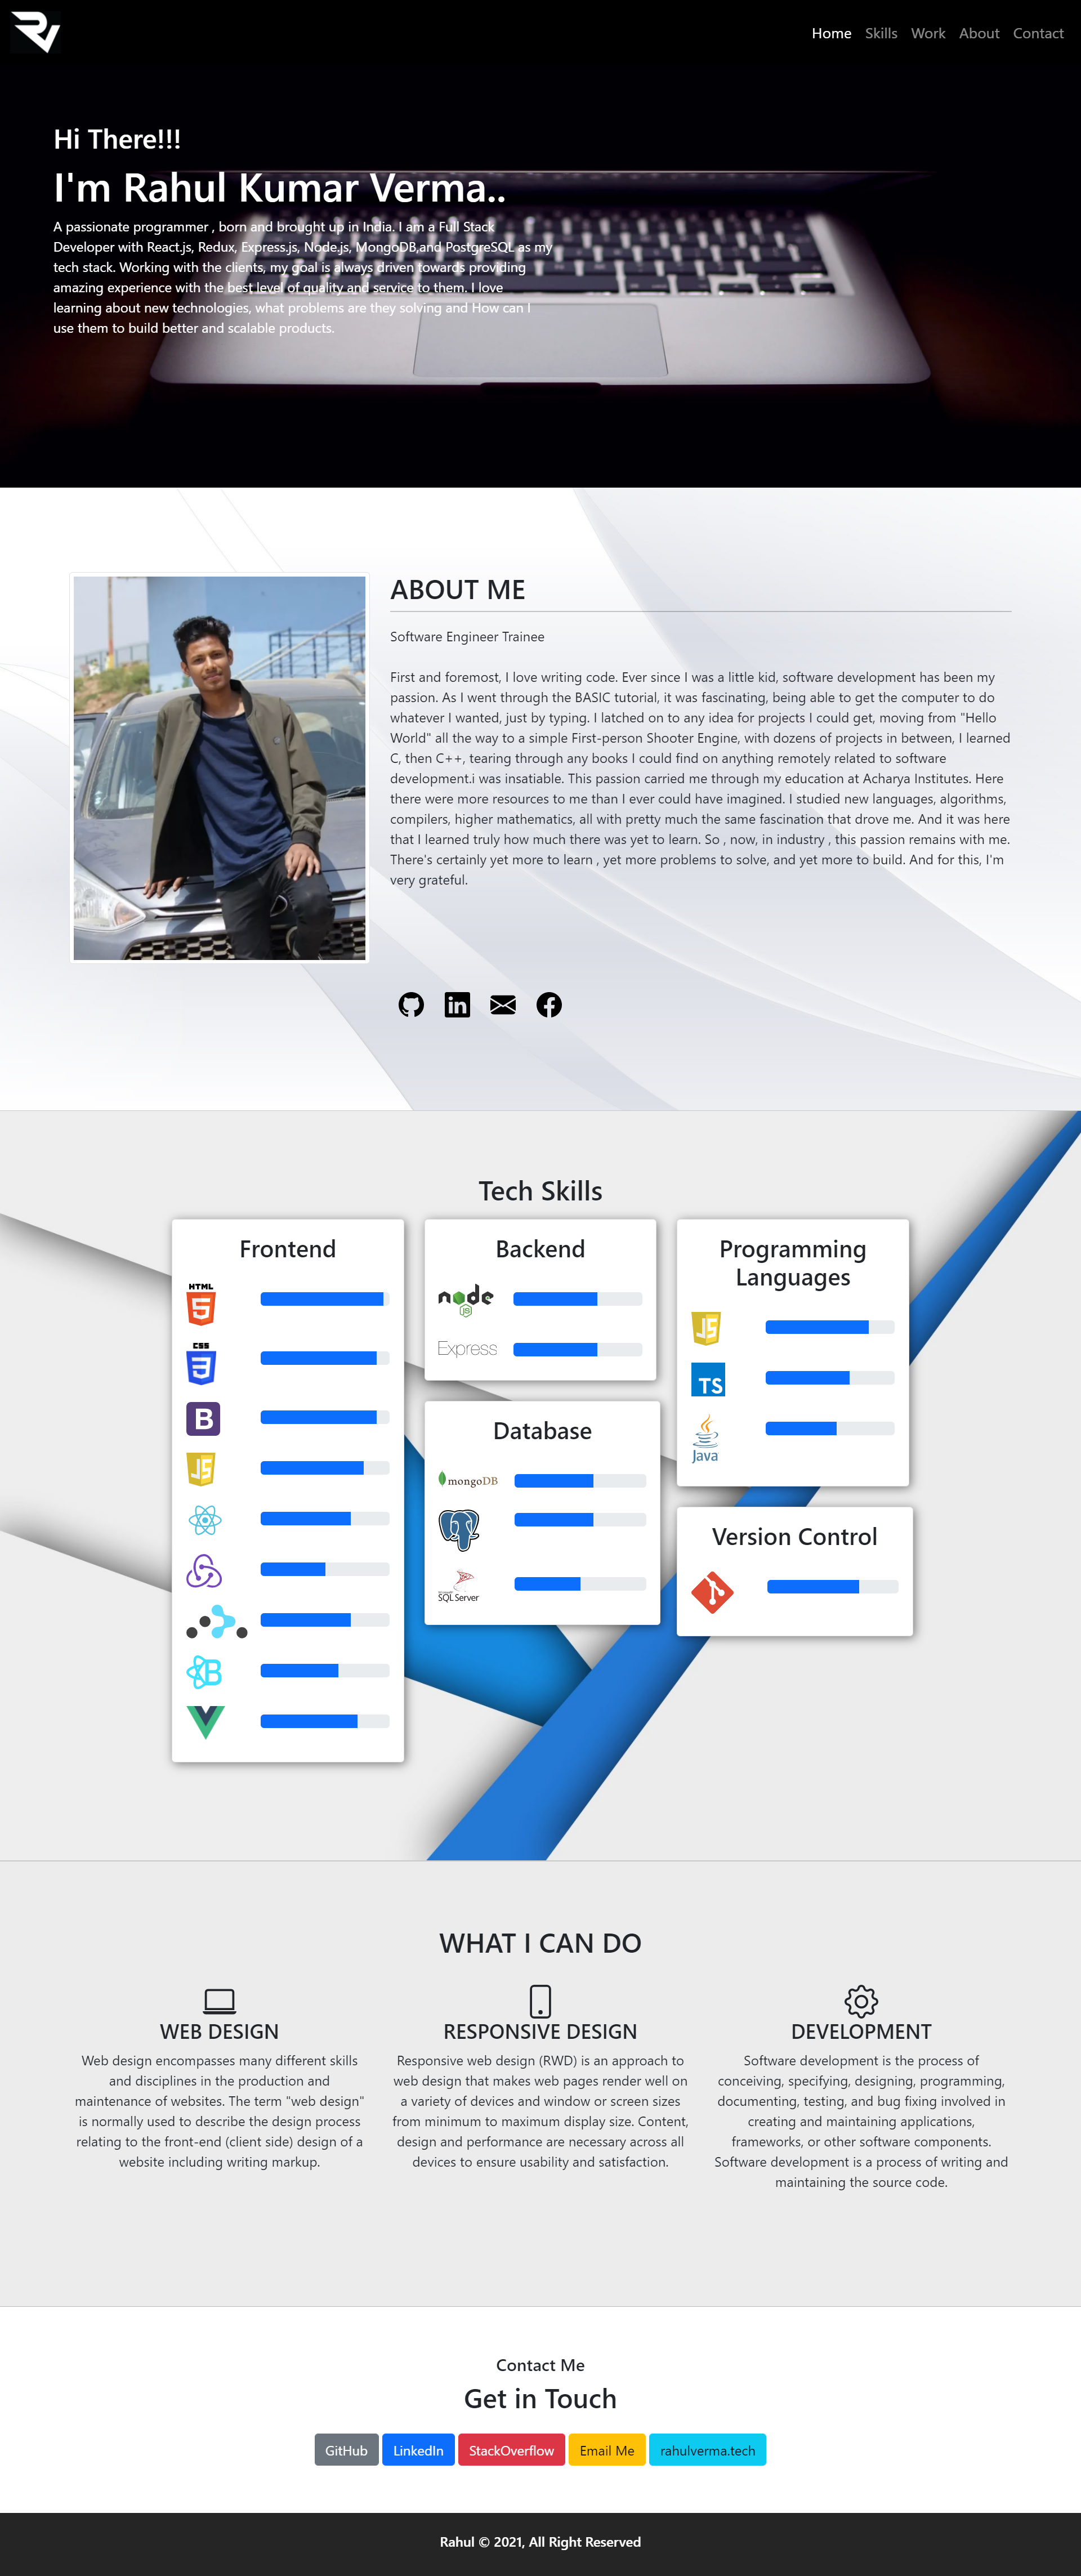 Home Skills Work About Contact
Hi There!!!
I'm Rahul Kumar Verma..
A passionate programmer , born and brought up in India. I am a Full Stack
Developer with React.js, Redux, Express.js, Node.js, MongoDB,and PostgreSQL as my
tech stack. Working with the clients, my goal is always driven towards providing
amazing experience with the best level of quality and service to them. I love
learning about new technologies, what problems are they solving and How can I
use them to build better and scalable products.
ABOUT ME
Software Engineer Trainee
First and foremost, I love writing code. Ever since I was a little kid, software development has been my
passion. As I went through the BASIC tutorial, it was fascinating, being able to get the computer to do
whatever I wanted, just by typing. I latched on to any idea for projects I could get, moving from "Hello
World" all the way to a simple First-person Shooter Engine, with dozens of projects in between, I learned
C, then C++, tearing through any books I could find on anything remotely related to software
development.i was insatiable. This passion carried me through my education at Acharya Institutes. Here
there were more resources to me than I ever could have imagined. I studied new languages, algorithms,
compilers, higher mathematics, all with pretty much the same fascination that drove me. And it was here
that I learned truly how much there was yet to learn. So , now, in industry , this passion remains with me.
There's certainly yet more to learn , yet more problems to solve, and yet more to build. And for this, I'm
very grateful.
in
Tech Skills
Frontend
HTML
5
CSS
3
B
JS
B
Backend
node
JS
Express
Database
mongoDB
SQL Server
Programming
Languages
JS
TS
Java
Version Control
WHAT I CAN DO
WEB DESIGN
Web design encompasses many different skills
and disciplines in the production and
maintenance of websites. The term "web design"
is normally used to describe the design process
relating to the front-end (client side) design of a
website including writing markup.
RESPONSIVE DESIGN
Responsive web design (RWD) is an approach to
web design that makes web pages render well on
a variety of devices and window or screen sizes
from minimum to maximum display size. Content,
design and performance are necessary across all
devices to ensure usability and satisfaction.
DEVELOPMENT
Software development is the process of
conceiving, specifying, designing, programming,
documenting, testing, and bug fixing involved in
creating and maintaining applications,
frameworks, or other software components.
Software development is a process of writing and
maintaining the source code.
Contact Me
Get in Touch
GitHub LinkedIn StackOverflow Email Me rahulverma.tech
Rahul © 2021, All Right Reserved